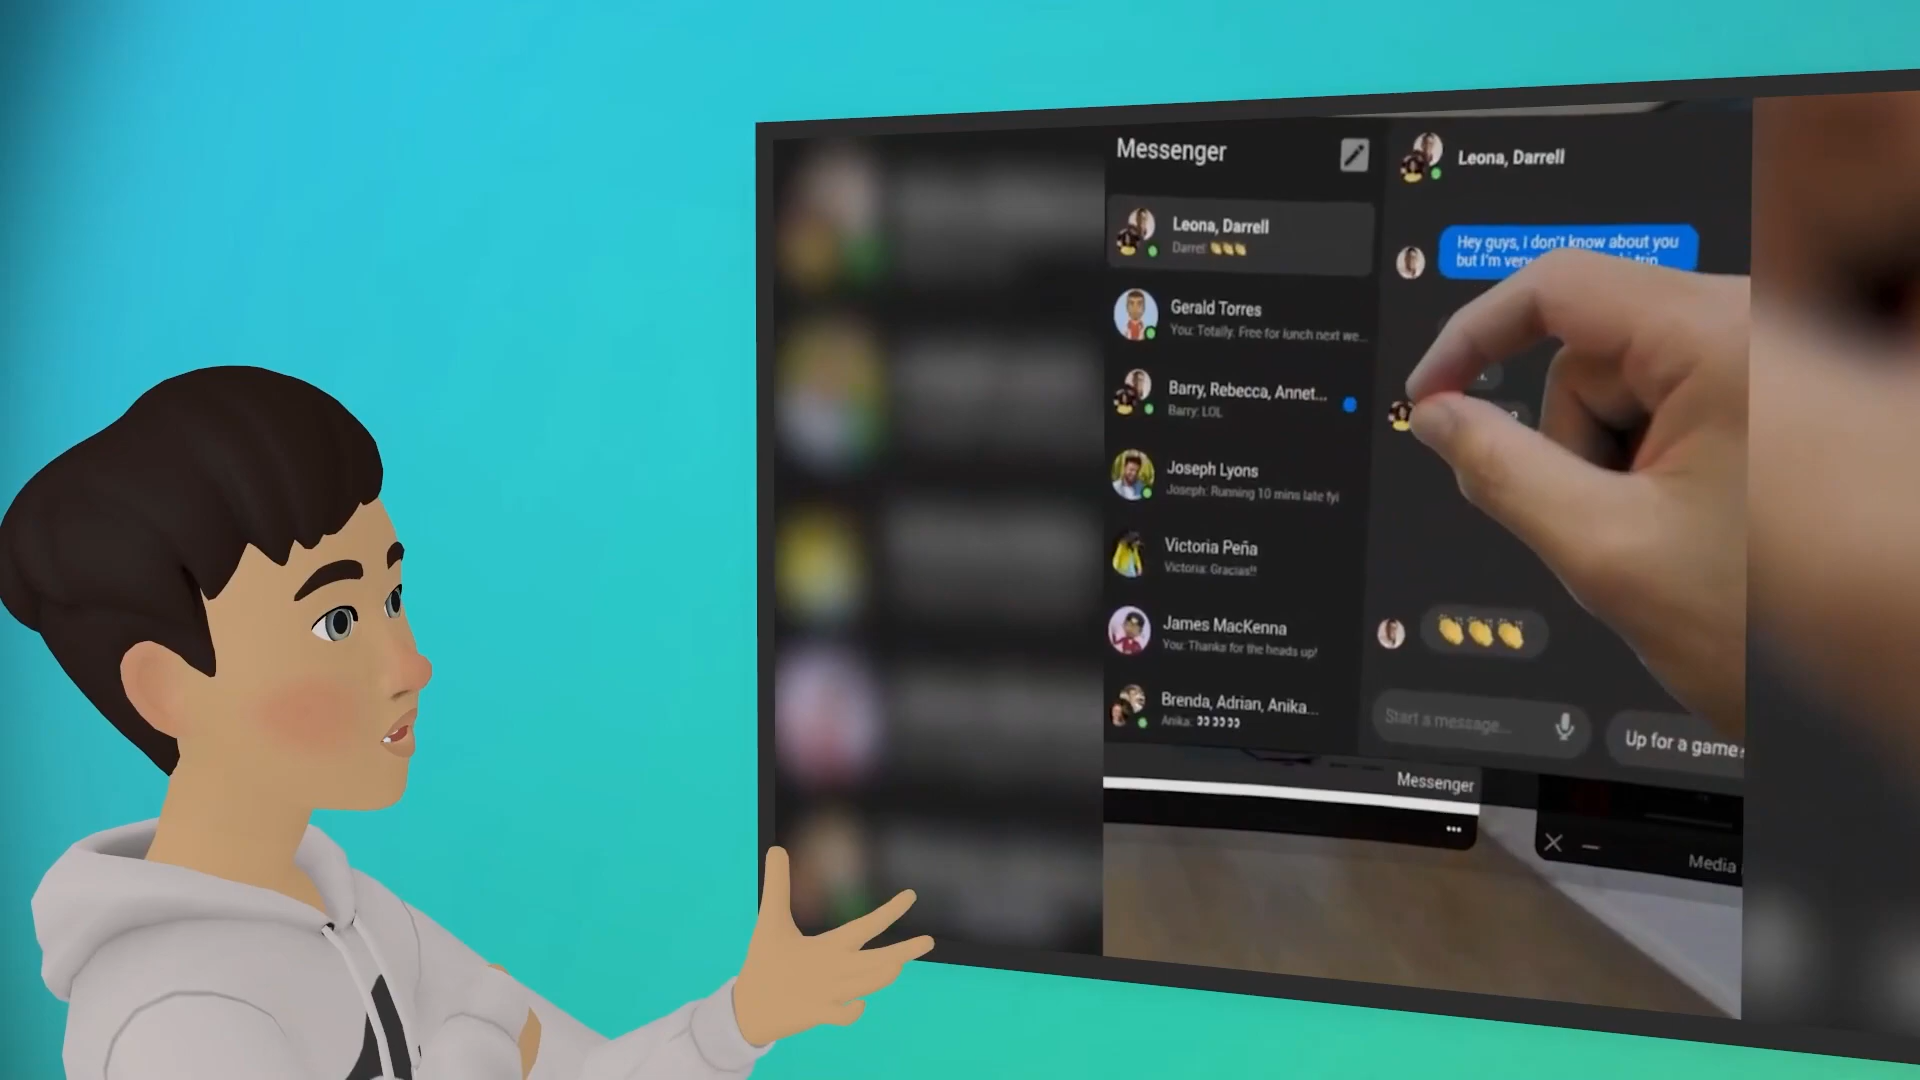 Messenger
Leona, Darrell
Darrel: 👏👏👏
Gerald Torres
You: Totally. Free for lunch next we...
Barry, Rebecca, Annet...
Barry: LOL
Joseph Lyons
Joseph: Running 10 mins late fyi
Victoria Peña
Victoria: Gracias!!
James MacKenna
You: Thanks for the heads up!
Brenda, Adrian, Anika...
Anika: 👀👀
Leona, Darrell
Hey guys, I don't know about you
but I'm very trip
👏👏👏
Start a message...
Up for a game?
Messenger
Media